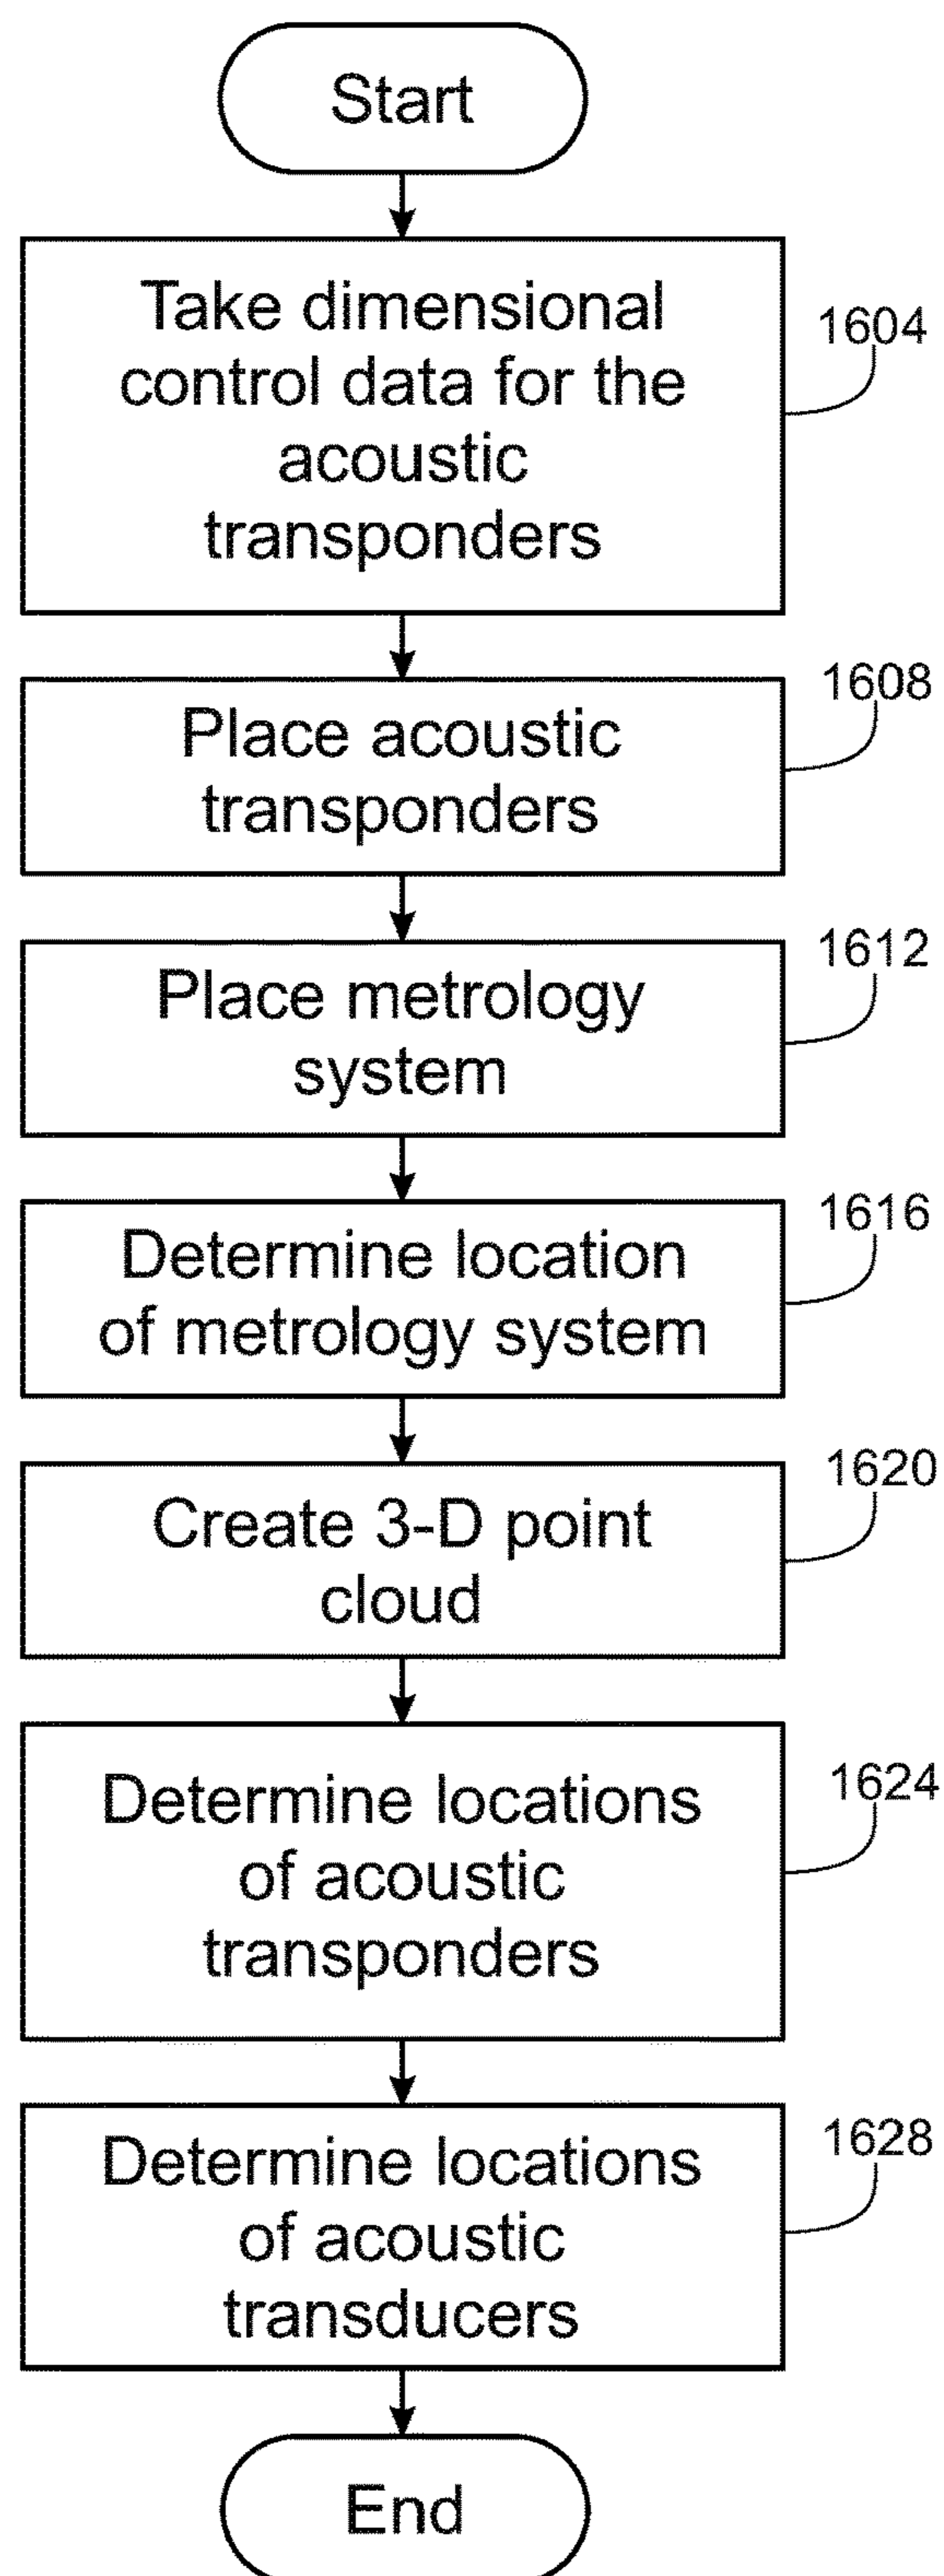 Start
Take dimensional
control data for the
acoustic
transponders
1604
Place acoustic
transponders
1608
Place metrology
system
1612
Determine location
of metrology system
1616
Create 3-D point
cloud
1620
Determine locations
of acoustic
transponders
1624
Determine locations
of acoustic
transducers
1628
End